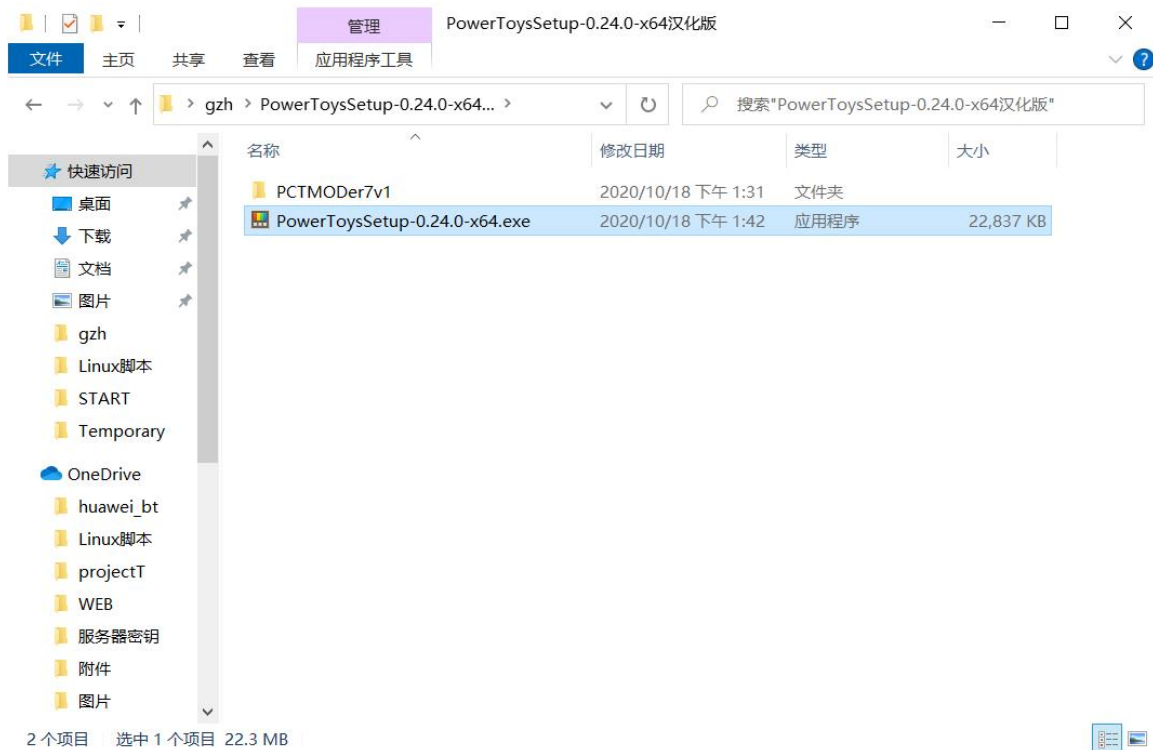 管理
PowerToysSetup-0.24.0-x64汉化版
文件 主页 共享 查看 应用程序工具
gzh PowerToysSetup-0.24.0-x64... 搜索"PowerToysSetup-0.24.0-x64汉化版"
名称 修改日期 类型 大小
快速访问
桌面
下载
文档
图片
gzh
Linux脚本
START
Temporary
OneDrive
huawei_bt
Linux脚本
projectT
WEB
服务器密钥
附件
图片
PCTMODer7v1 2020/10/18 下午 1:31 文件夹
PowerToysSetup-0.24.0-x64.exe 2020/10/18 下午 1:42 应用程序 22,837 KB
2 个项目 选中 1 个项目 22.3 MB